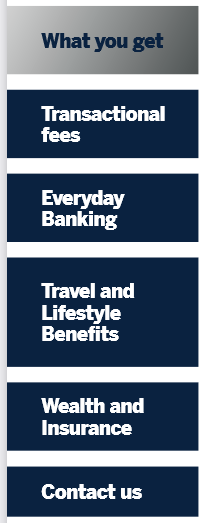 What you get
Transactional
fees
Everyday
Banking
Travel and
Lifestyle
Benefits
Wealth and
Insurance
Contact us